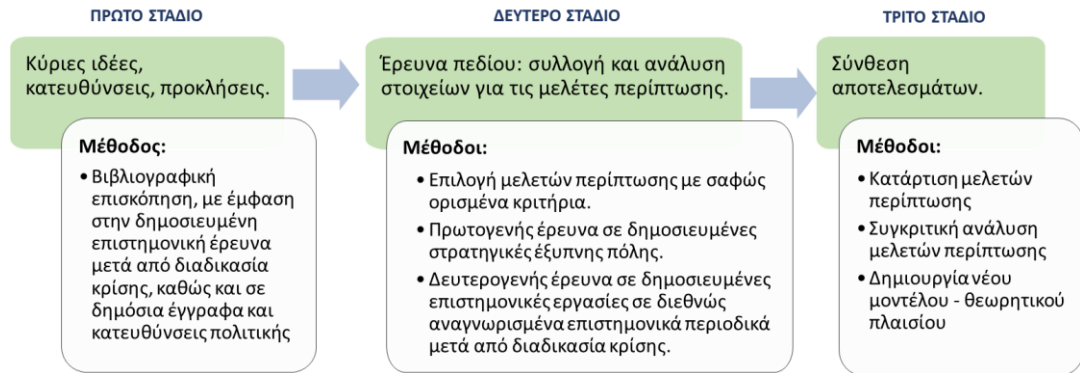 ΠΡΩΤΟ ΣΤΑΔΙΟ
Κύριες ιδέες,
κατευθύνσεις, προκλήσεις.
Μέθοδος:
• Βιβλιογραφική
επισκόπηση, με έμφαση
στην δημοσιευμένη
επιστημονική έρευνα
μετά από διαδικασία
κρίσης, καθώς και σε
δημόσια έγγραφα και
κατευθύνσεις πολιτικής
ΔΕΥΤΕΡΟ ΣΤΑΔΙΟ
Έρευνα πεδίου: συλλογή και ανάλυση
στοιχείων για τις μελέτες περίπτωσης.
Μέθοδοι:
• Επιλογή μελετών περίπτωσης με σαφώς
ορισμένα κριτήρια.
• Πρωτογενής έρευνα σε δημοσιευμένες
στρατηγικές έξυπνης πόλης.
• Δευτερογενής έρευνα σε δημοσιευμένες
επιστημονικές εργασίες σε διεθνώς
αναγνωρισμένα επιστημονικά περιοδικά
μετά από διαδικασία κρίσης.
ΤΡΙΤΟ ΣΤΑΔΙΟ
Σύνθεση
αποτελεσμάτων.
Μέθοδοι:
• Κατάρτιση μελετών
περίπτωσης
• Συγκριτική ανάλυση
μελετών περίπτωσης
• Δημιουργία νέου
μοντέλου - θεωρητικού
πλαισίου